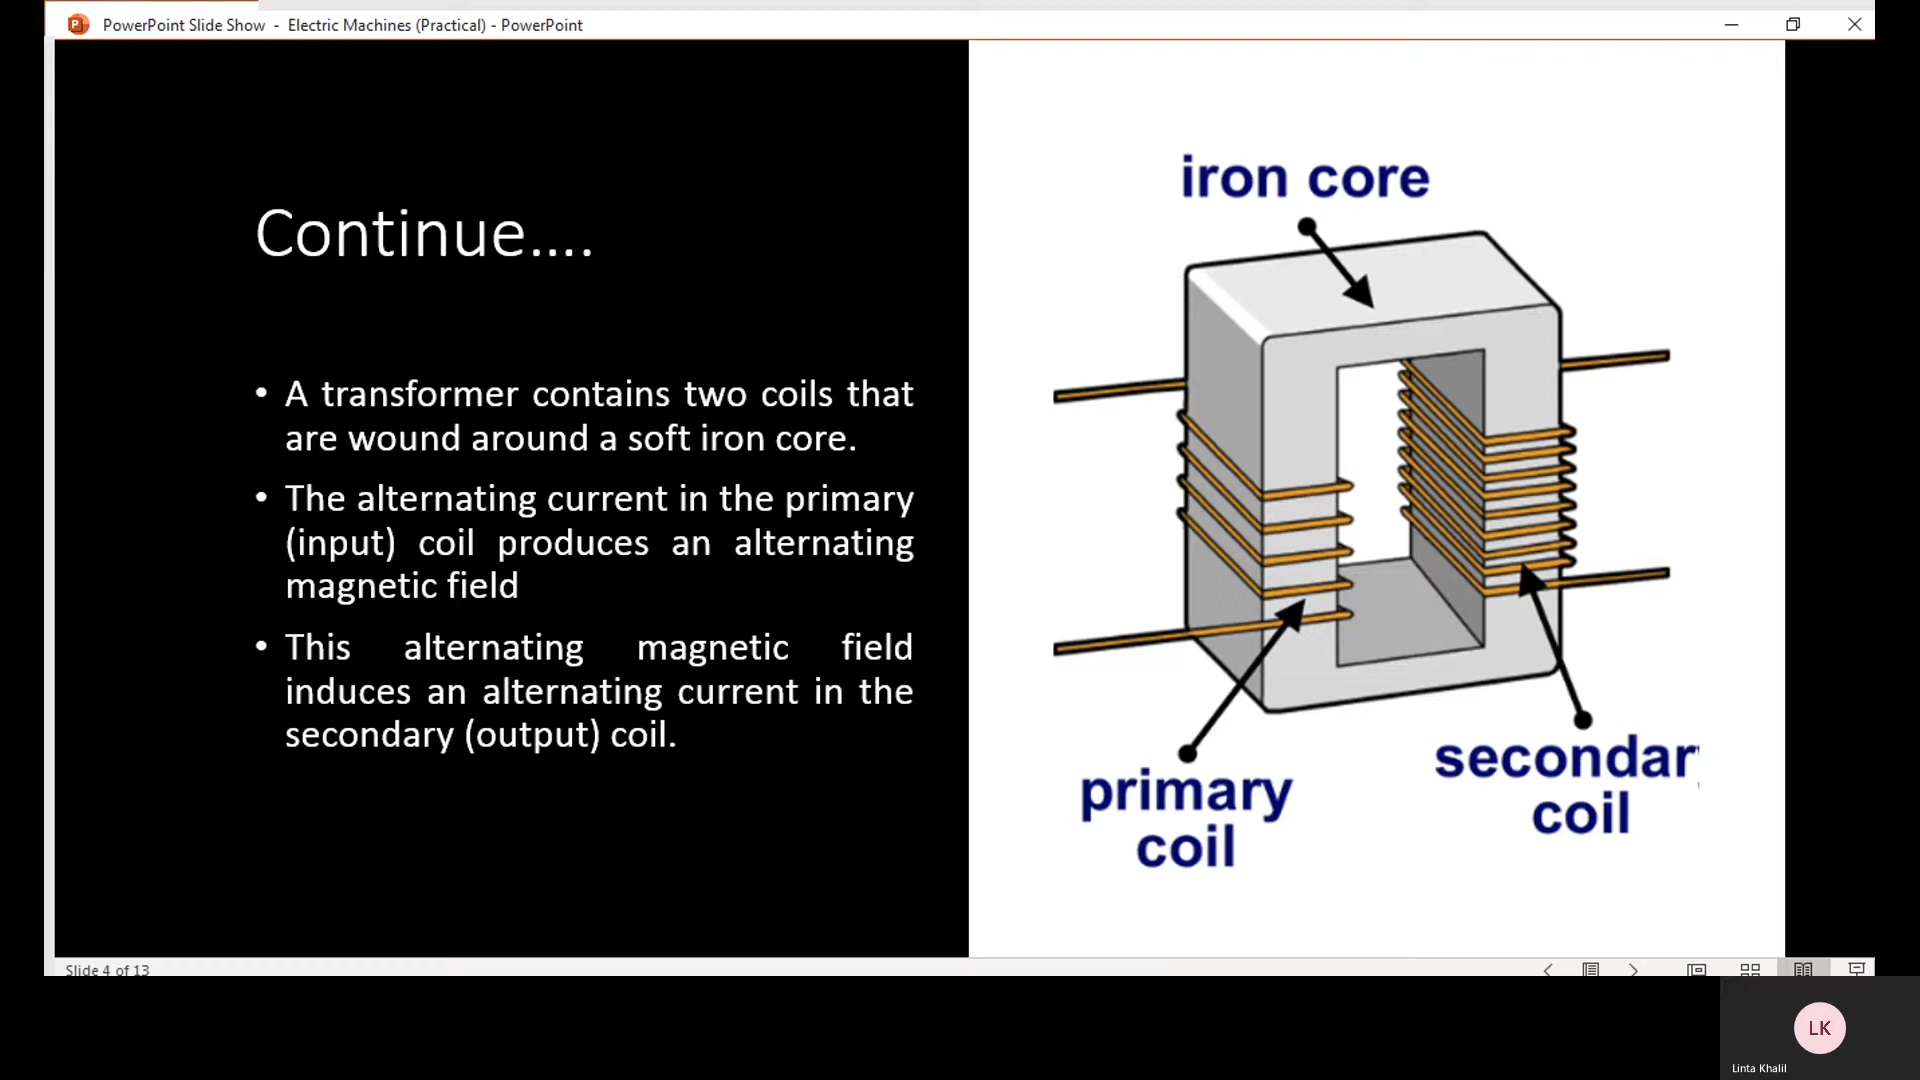 PowerPoint Slide Show - Electric Machines (Practical) - PowerPoint
Continue....
• A transformer contains two coils that
are wound around a soft iron core.
• The alternating current in the primary
(input) coil produces an alternating
magnetic field
• This alternating magnetic field
induces an alternating current in the
secondary (output) coil.
iron core
primary
coil
secondar
coil
Slide 4 of 13
LK
Linta Khalil